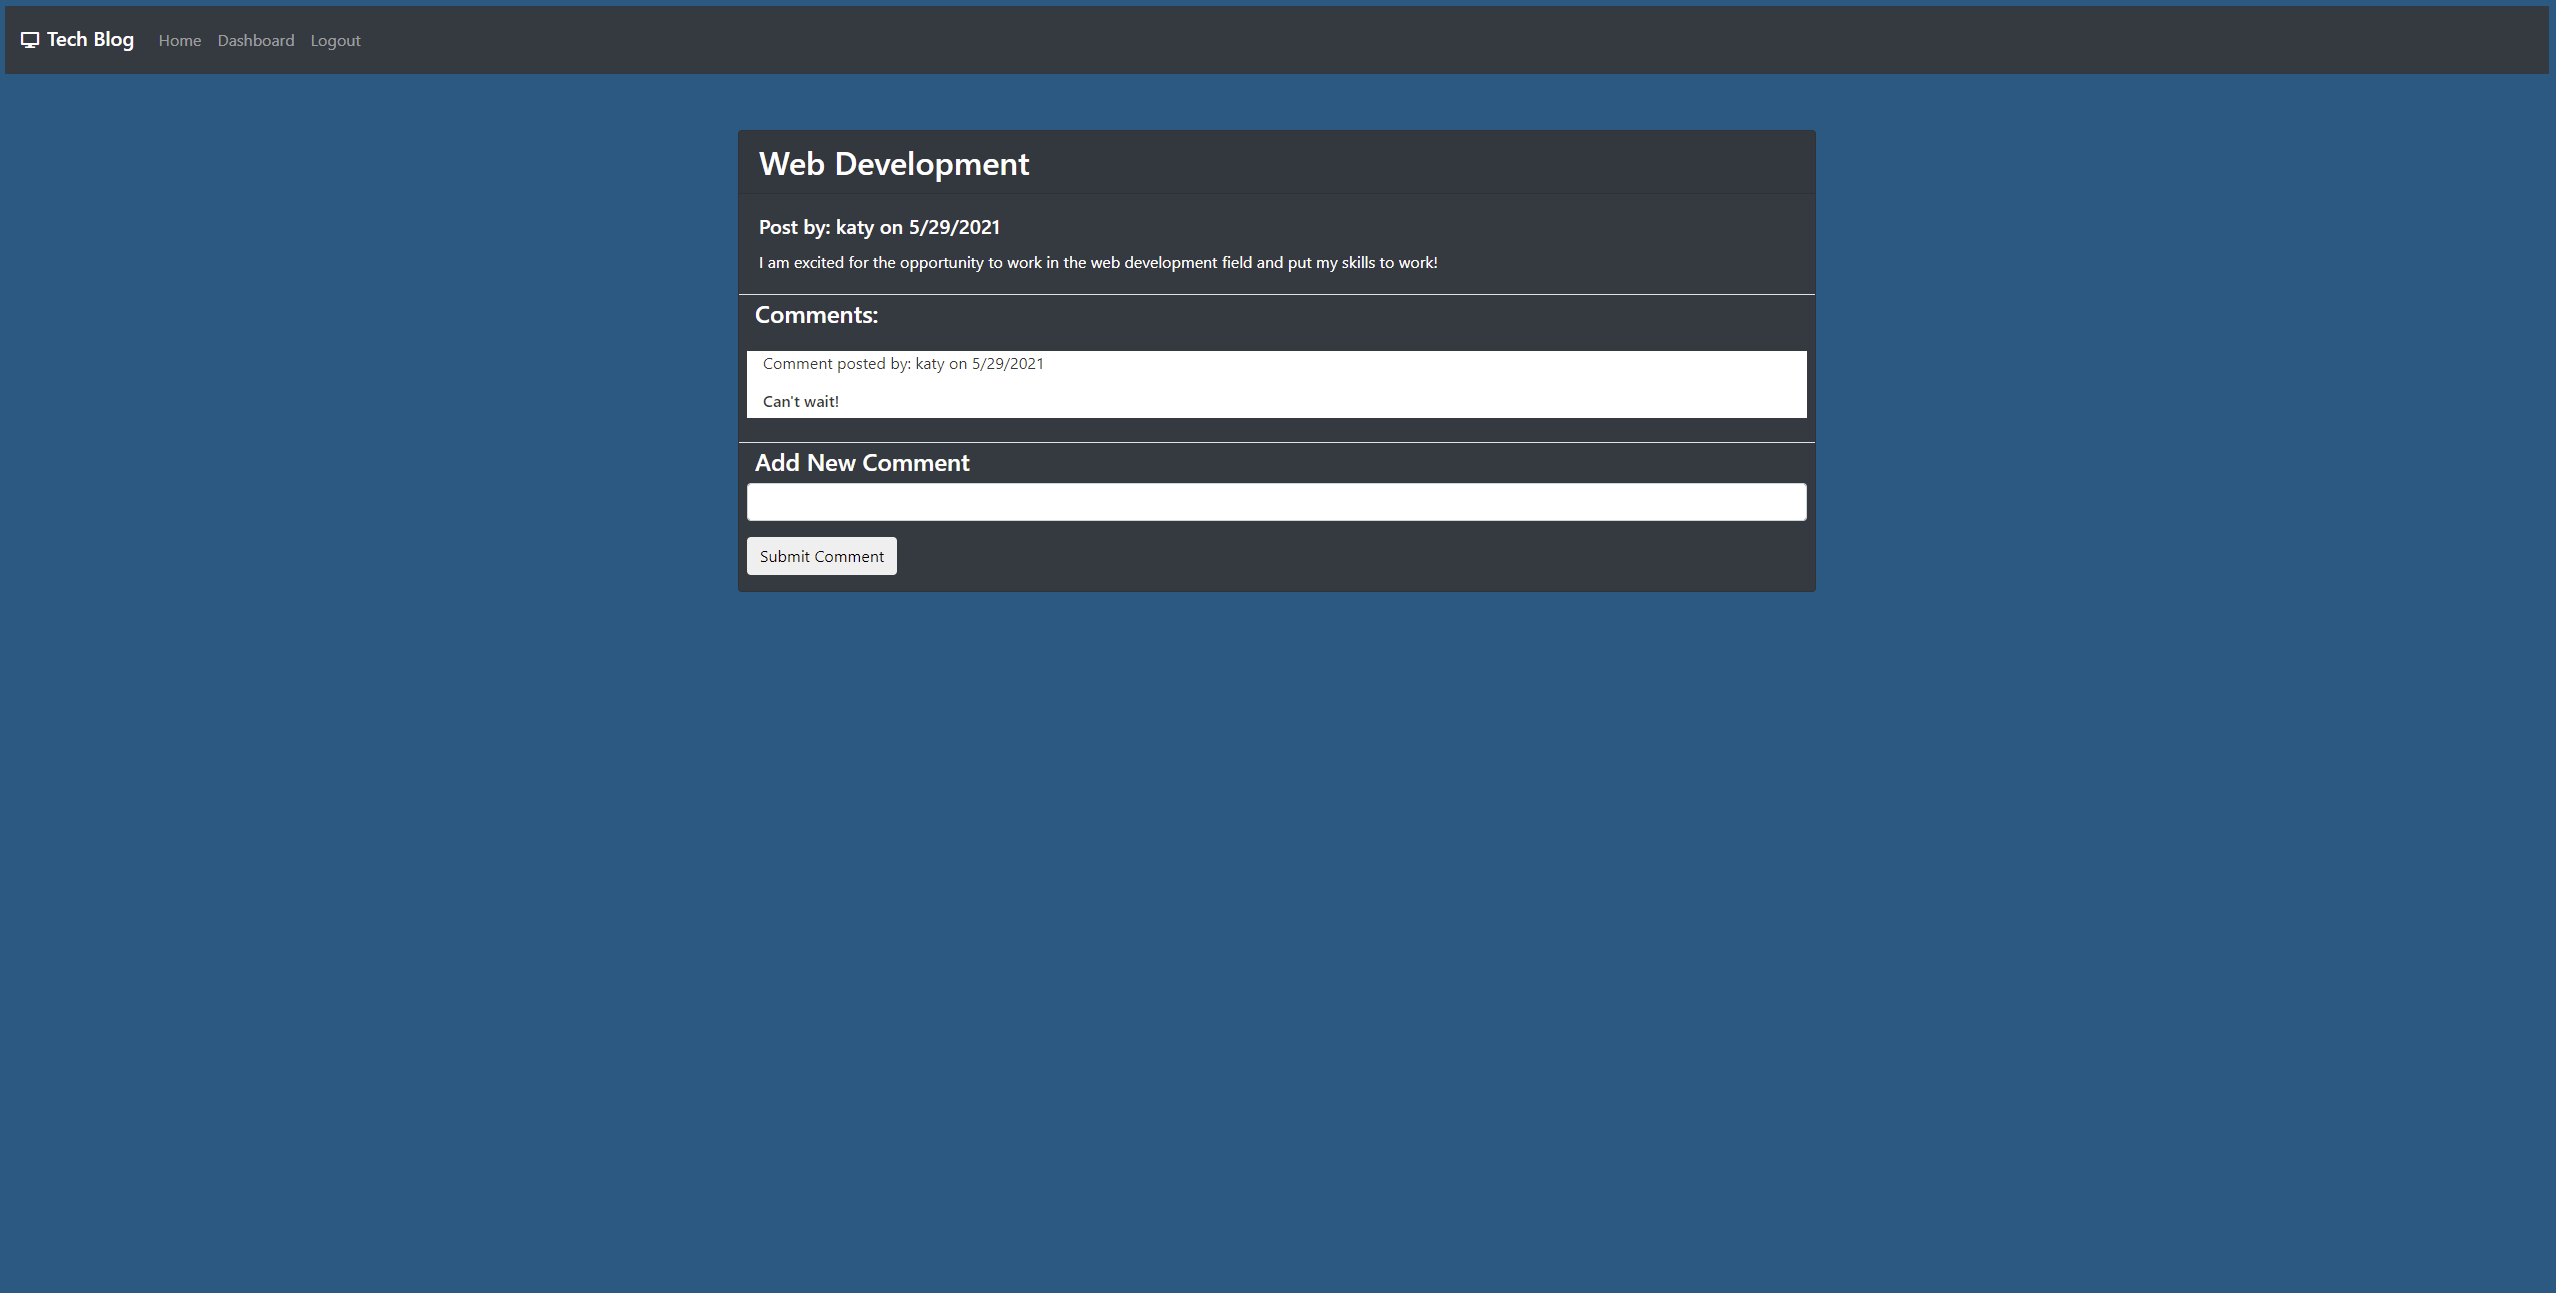 Tech Blog Home Dashboard Logout
Web Development
Post by: katy on 5/29/2021
I am excited for the opportunity to work in the web development field and put my skills to work!
Comments:
Comment posted by: katy on 5/29/2021
Can't wait!
Add New Comment
Submit Comment